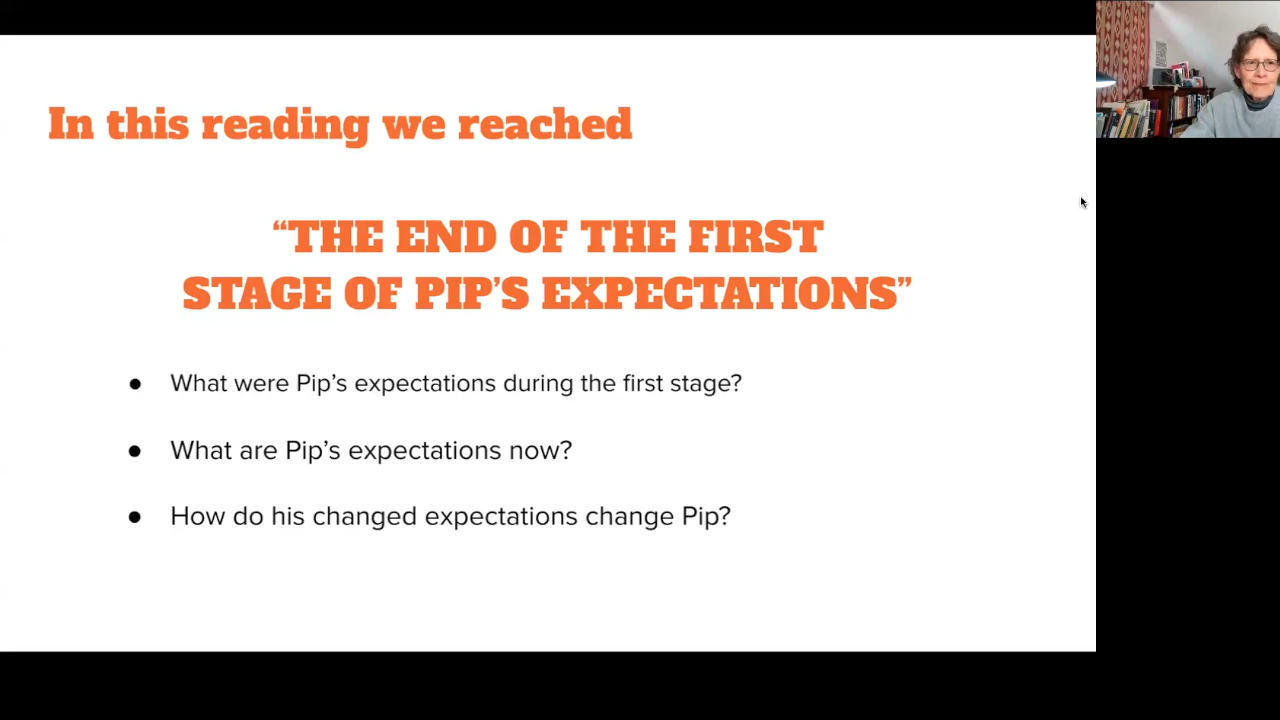 In this reading we reached
“THE END OF THE FIRST
STAGE OF PIP’S EXPECTATIONS”
● What were Pip’s expectations during the first stage?
● What are Pip’s expectations now?
● How do his changed expectations change Pip?